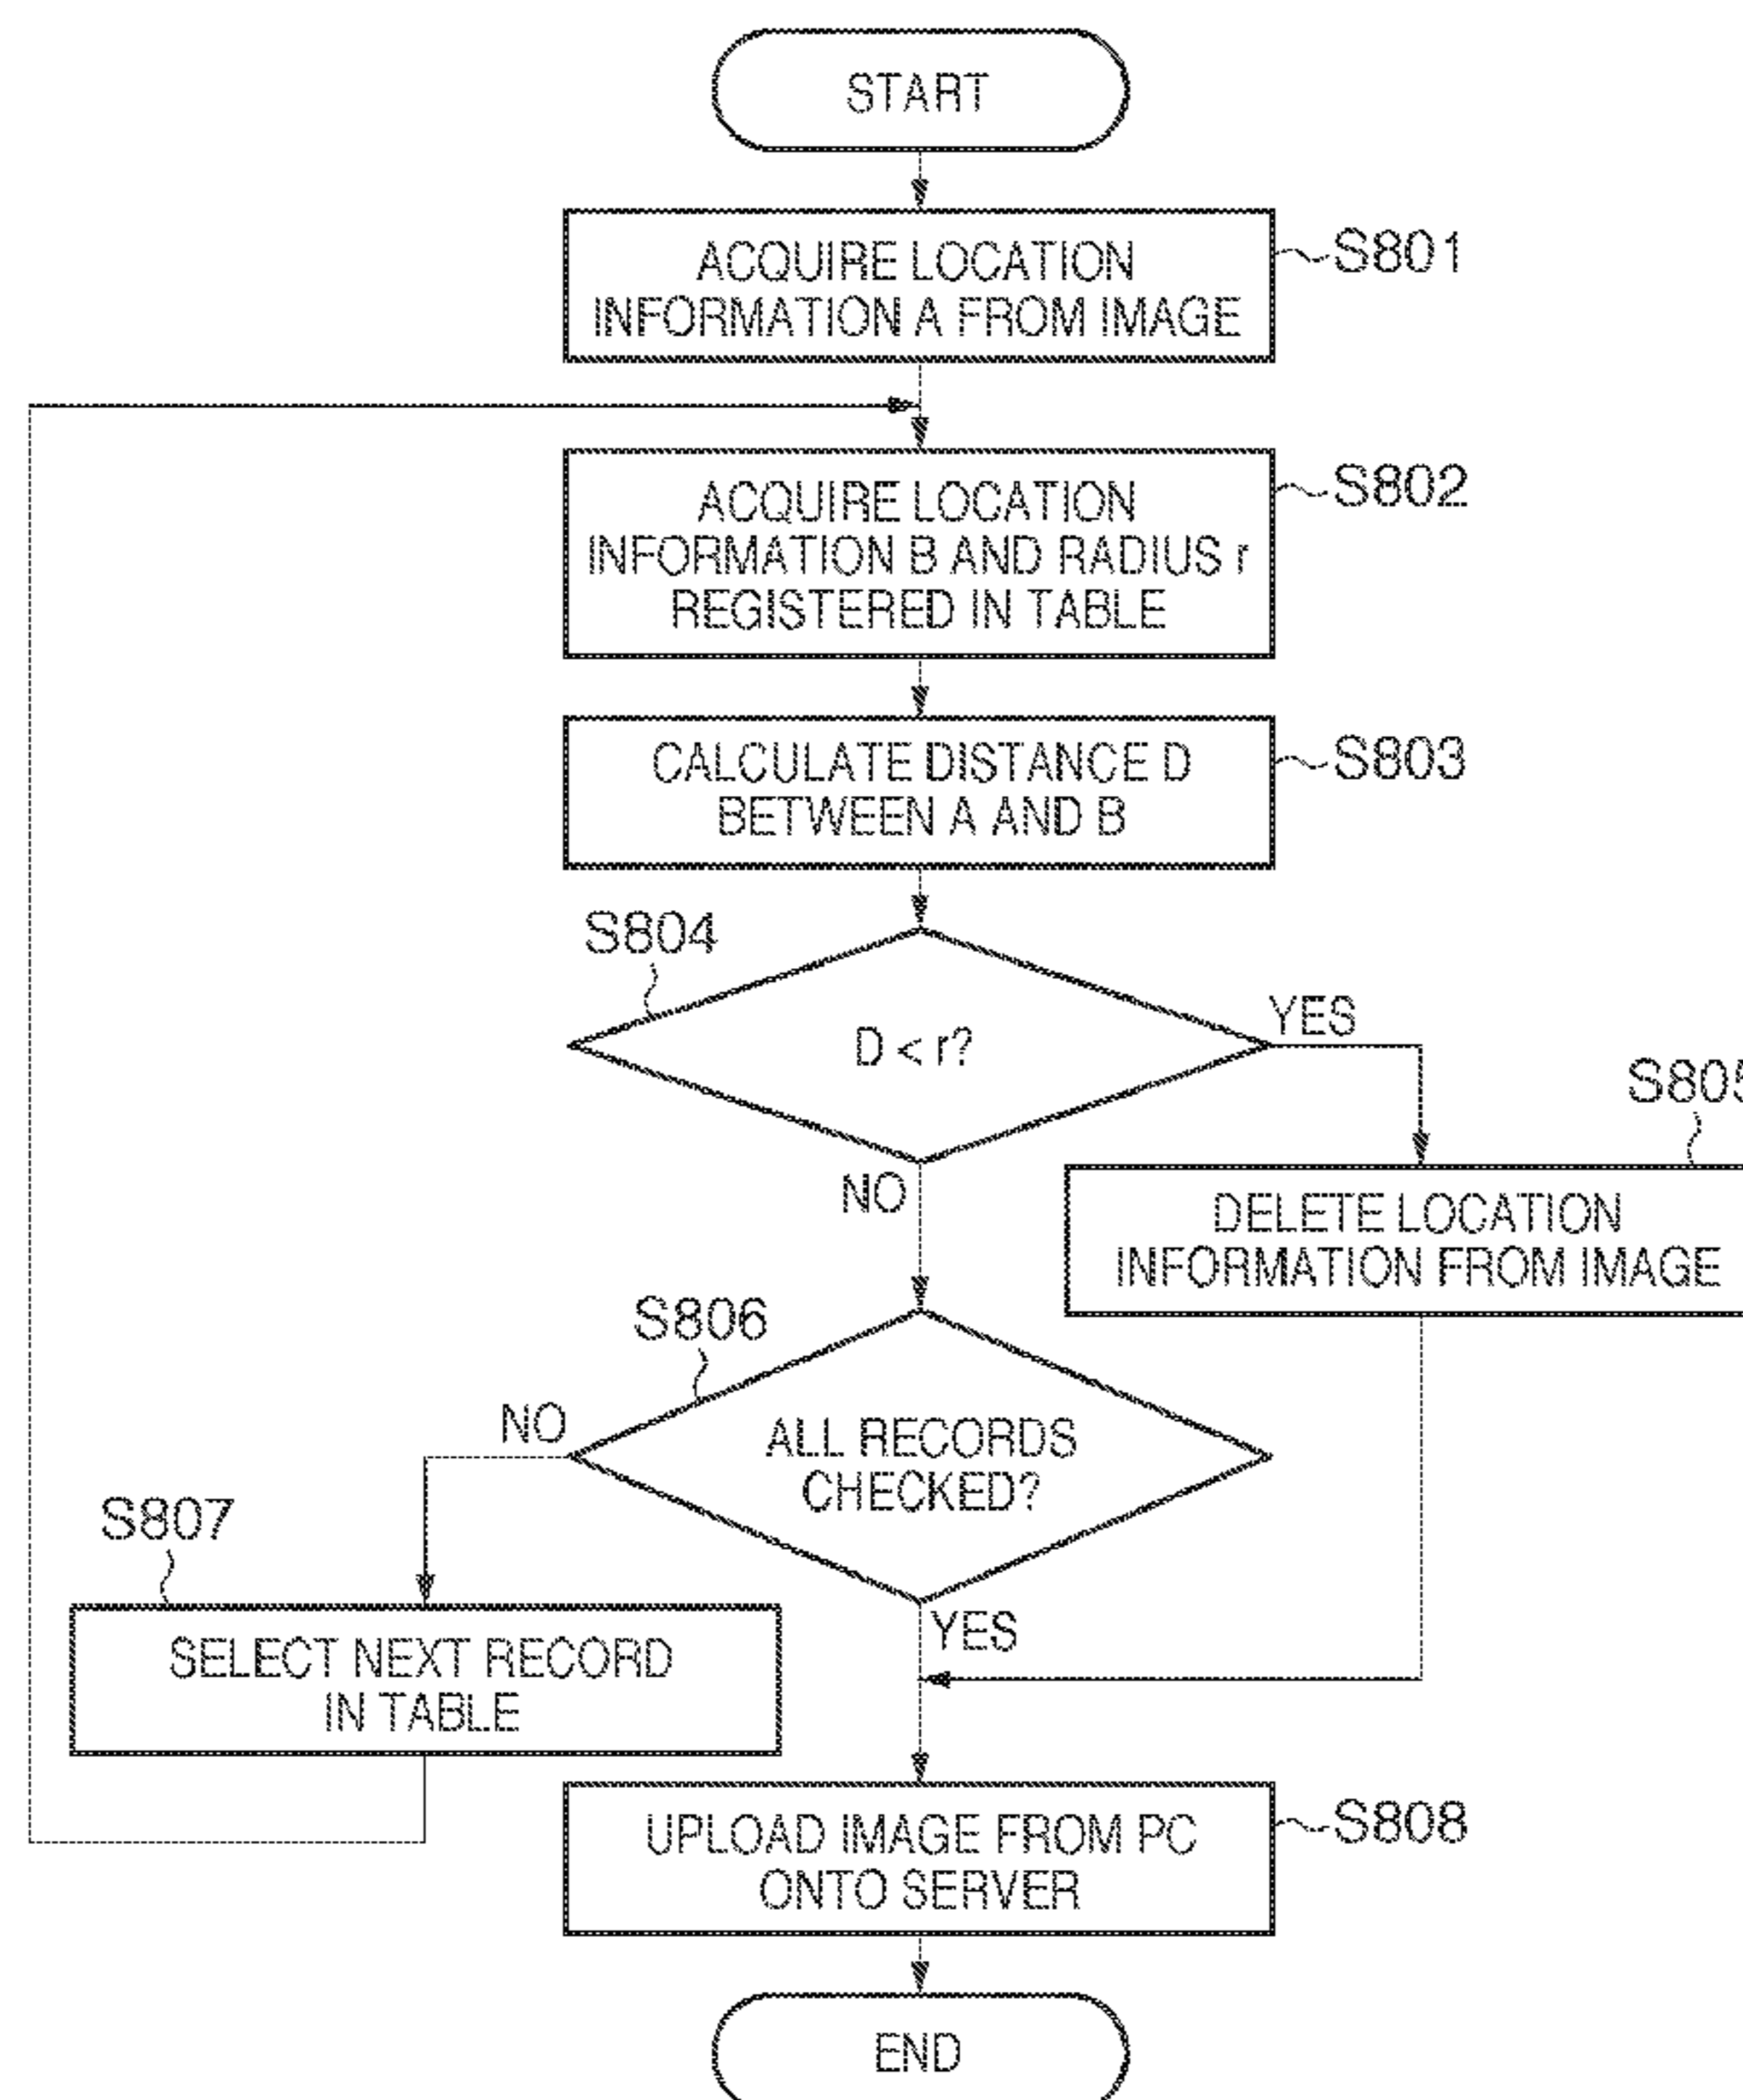 START
ACQUIRE LOCATION
INFORMATION A FROM IMAGE
S801
ACQUIRE LOCATION
INFORMATION B AND RADIUS r
REGISTERED IN TABLE
S802
CALCULATE DISTANCE D
BETWEEN A AND B
S803
S804
D < r?
YES
NO
S805
DELETE LOCATION
INFORMATION FROM IMAGE
S806
ALL RECORDS
CHECKED?
NO
YES
S807
SELECT NEXT RECORD
IN TABLE
UPLOAD IMAGE FROM PC
ONTO SERVER
S808
END